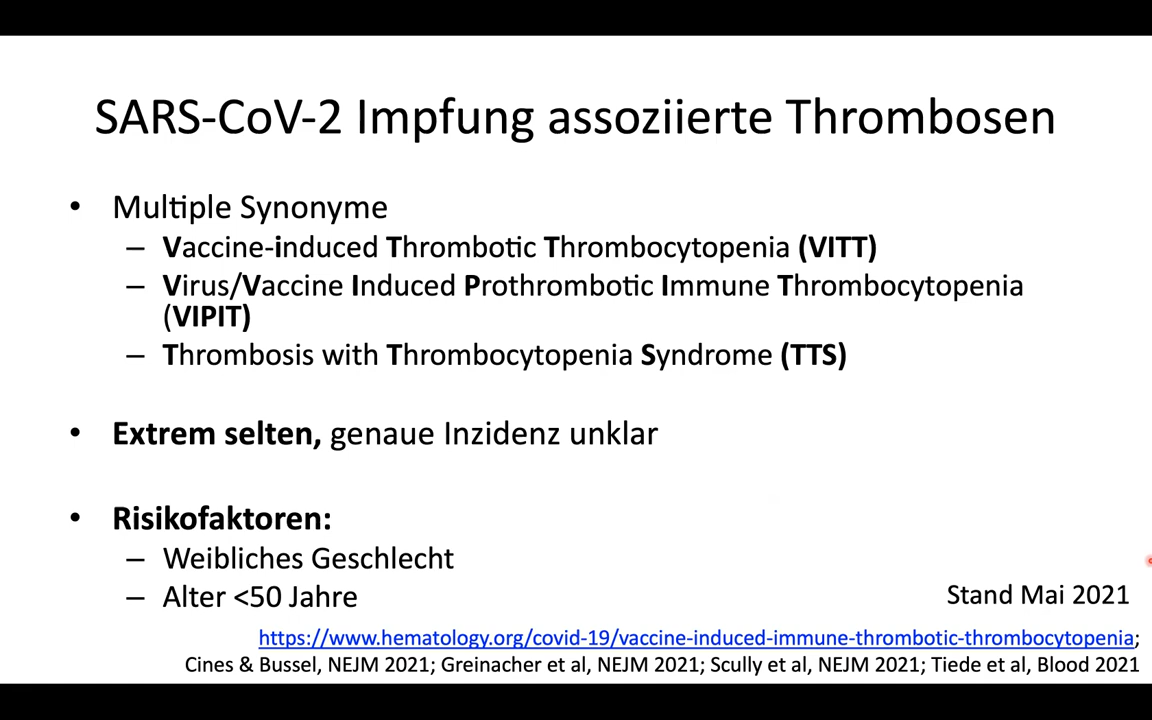 SARS-CoV-2 Impfung assoziierte Thrombosen
• Multiple Synonyme
– Vaccine-induced Thrombotic Thrombocytopenia (VITT)
– Virus/Vaccine Induced Prothrombotic Immune Thrombocytopenia
(VIPIT)
– Thrombosis with Thrombocytopenia Syndrome (TTS)
• Extrem selten, genaue Inzidenz unklar
• Risikofaktoren:
– Weibliches Geschlecht
– Alter <50 Jahre
Stand Mai 2021
https://www.hematology.org/covid-19/vaccine-induced-immune-thrombotic-thrombocytopenia;
Cines & Bussel, NEJM 2021; Greinacher et al, NEJM 2021; Scully et al, NEJM 2021; Tiede et al, Blood 2021